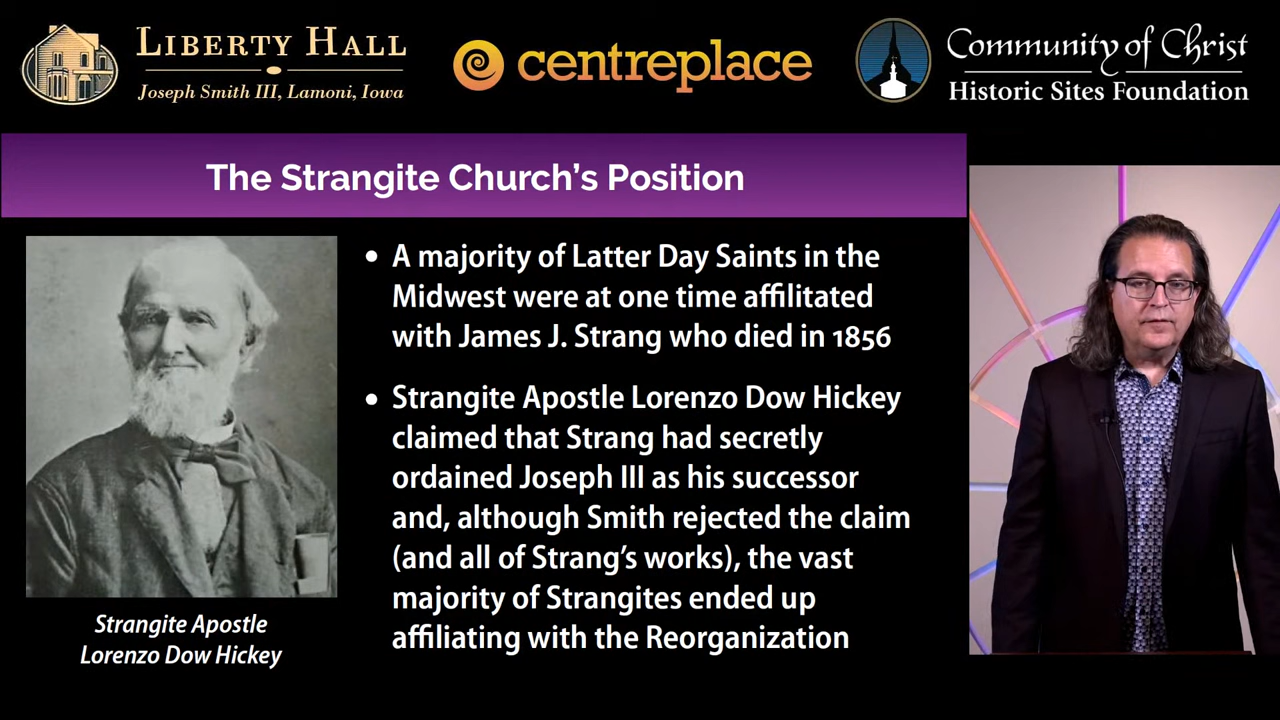 LIBERTY HALL
Joseph Smith III, Lamoni, Iowa
centreplace
Community of Christ
Historic Sites Foundation
The Strangite Church's Position
• A majority of Latter Day Saints in the
Midwest were at one time affilitated
with James J. Strang who died in 1856
• Strangite Apostle Lorenzo Dow Hickey
claimed that Strang had secretly
ordained Joseph III as his successor
and, although Smith rejected the claim
(and all of Strang's works), the vast
majority of Strangites ended up
affiliating with the Reorganization
Strangite Apostle
Lorenzo Dow Hickey